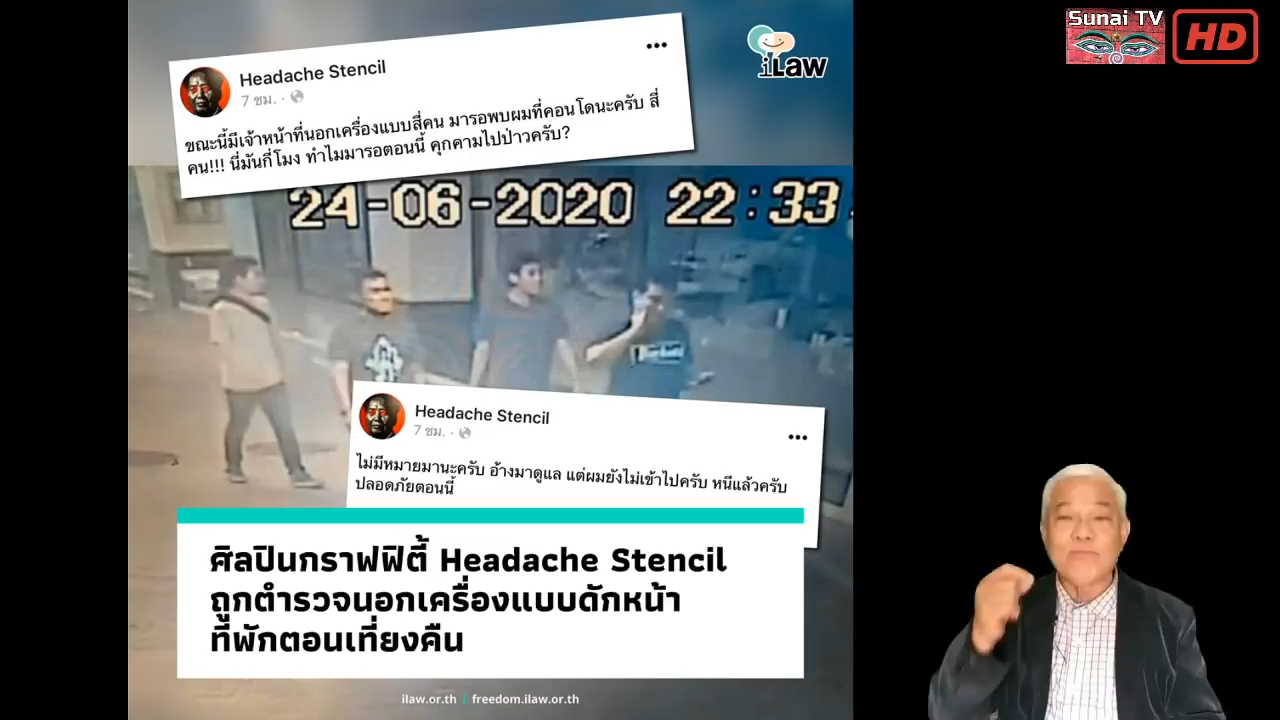 Sunai TV
HD
iLaw
Headache Stencil
7 ชม.
ขณะนี้มีเจ้าหน้าที่นอกเครื่องแบบสี่คน มารอพบผมที่คอนโดนะครับ สี่
คน!!! นี่มันกี่โมง ทำไมมารอตอนนี้ คุกคามไปป่าวครับ?
24-06-2020 22:33
Headache Stencil
7 ชม.
ไม่มีหมายมานะครับ อ้างมาดูแล แต่ผมยังไม่เข้าไปครับ หนีแล้วครับ
ปลอดภัยตอนนี้
ศิลปินกราฟฟิตี้ Headache Stencil
ถูกตำรวจนอกเครื่องแบบดักหน้า
ที่พักตอนเที่ยงคืน
ilaw.or.th | freedom.ilaw.or.th